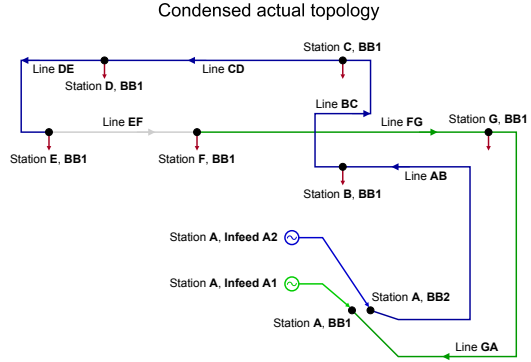 Condensed actual topology
Station C, BB1
Line DE
Line CD
Station D, BB1
Line BC
Line EF
Line FG
Station G, BB1
Station E, BB1
Station F, BB1
Line AB
Station B, BB1
Station A, Infeed A2
Station A, Infeed A1
Station A, BB2
Station A, BB1
Line GA